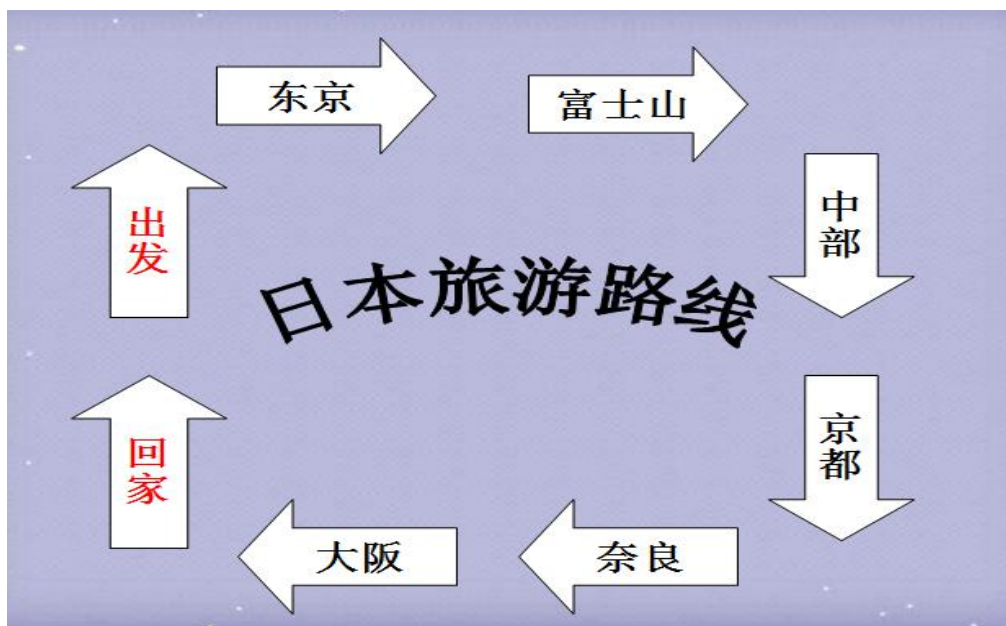 东京
富士山
出发
中部
日本旅游路线
京都
回家
大阪
奈良